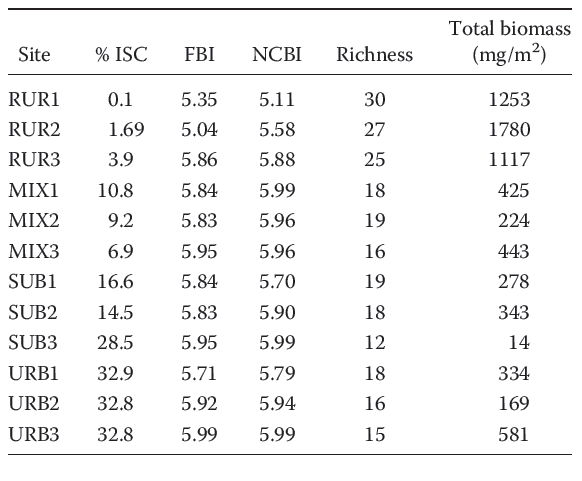 Total biomass
Site % ISC FBI NCBI Richness (mg/m²)
RUR1 0.1 5.35 5.11 30 1253
RUR2 1.69 5.04 5.58 27 1780
RUR3 3.9 5.86 5.88 25 1117
MIX1 10.8 5.84 5.99 18 425
MIX2 9.2 5.83 5.96 19 224
MIX3 6.9 5.95 5.96 16 443
SUB1 16.6 5.84 5.70 19 278
SUB2 14.5 5.83 5.90 18 343
SUB3 28.5 5.95 5.99 12 14
URB1 32.9 5.71 5.79 18 334
URB2 32.8 5.92 5.94 16 169
URB3 32.8 5.99 5.99 15 581